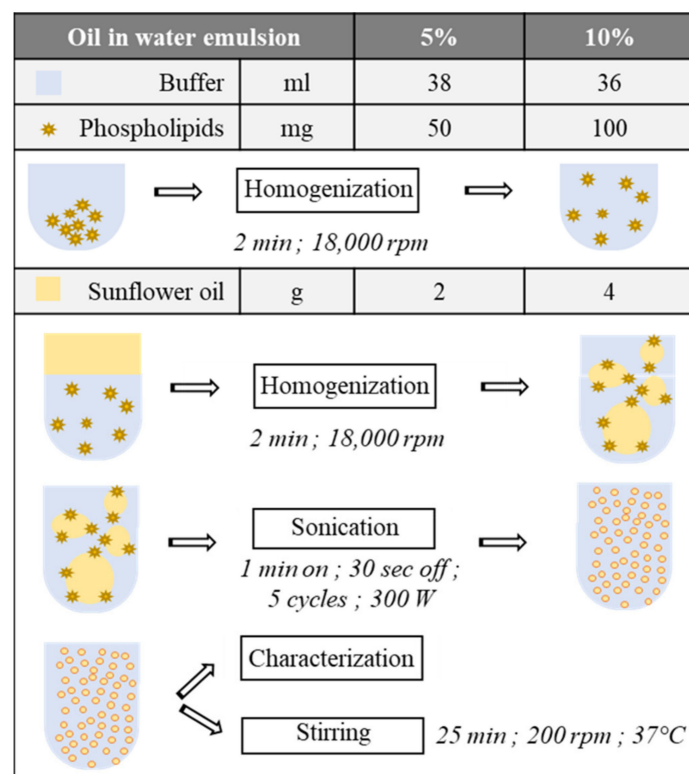 Oil in water emulsion 5% 10%
Buffer ml 38 36
Phospholipids mg 50 100
Homogenization
2 min ; 18,000 rpm
Sunflower oil g 2 4
Homogenization
2 min ; 18,000 rpm
Sonication
1 min on ; 30 sec off ;
5 cycles ; 300 W
Characterization
Stirring 25 min ; 200 rpm ; 37°C